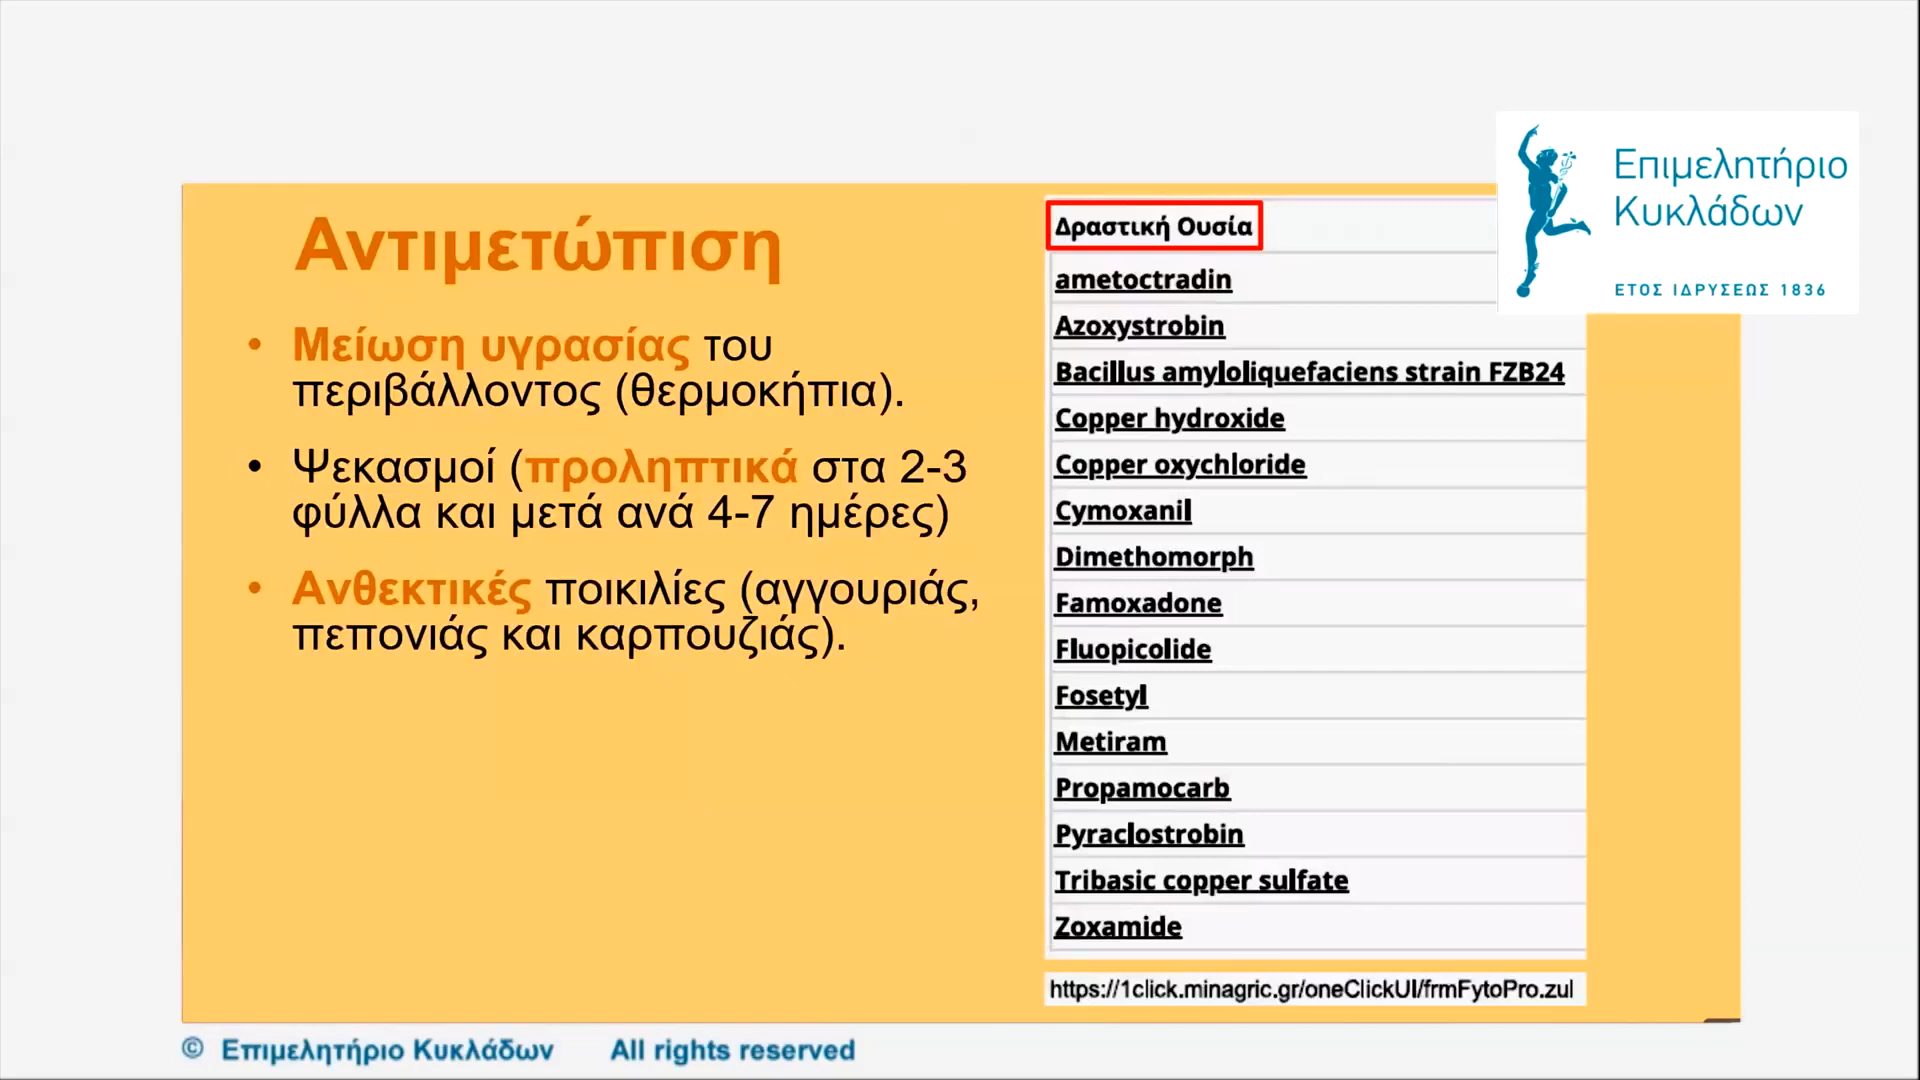 Επιμελητήριο
Κυκλάδων
ΕΤΟΣ ΙΔΡΥΣΕΩΣ 1836
Αντιμετώπιση
• Μείωση υγρασίας του
περιβάλλοντος (θερμοκήπια).
• Ψεκασμοί (προληπτικά στα 2-3
φύλλα και μετά ανά 4-7 ημέρες)
• Ανθεκτικές ποικιλίες (αγγουριάς,
πεπονιάς και καρπουζιάς).
Δραστική Ουσία
ametoctradin
Azoxystrobin
Bacillus amyloliquefaciens strain FZB24
Copper hydroxide
Copper oxychloride
Cymoxanil
Dimethomorph
Famoxadone
Fluopicolide
Fosetyl
Metiram
Propamocarb
Pyraclostrobin
Tribasic copper sulfate
Zoxamide
https://1click.minagric.gr/oneClickUI/frmFytoPro.zul
© Επιμελητήριο Κυκλάδων All rights reserved